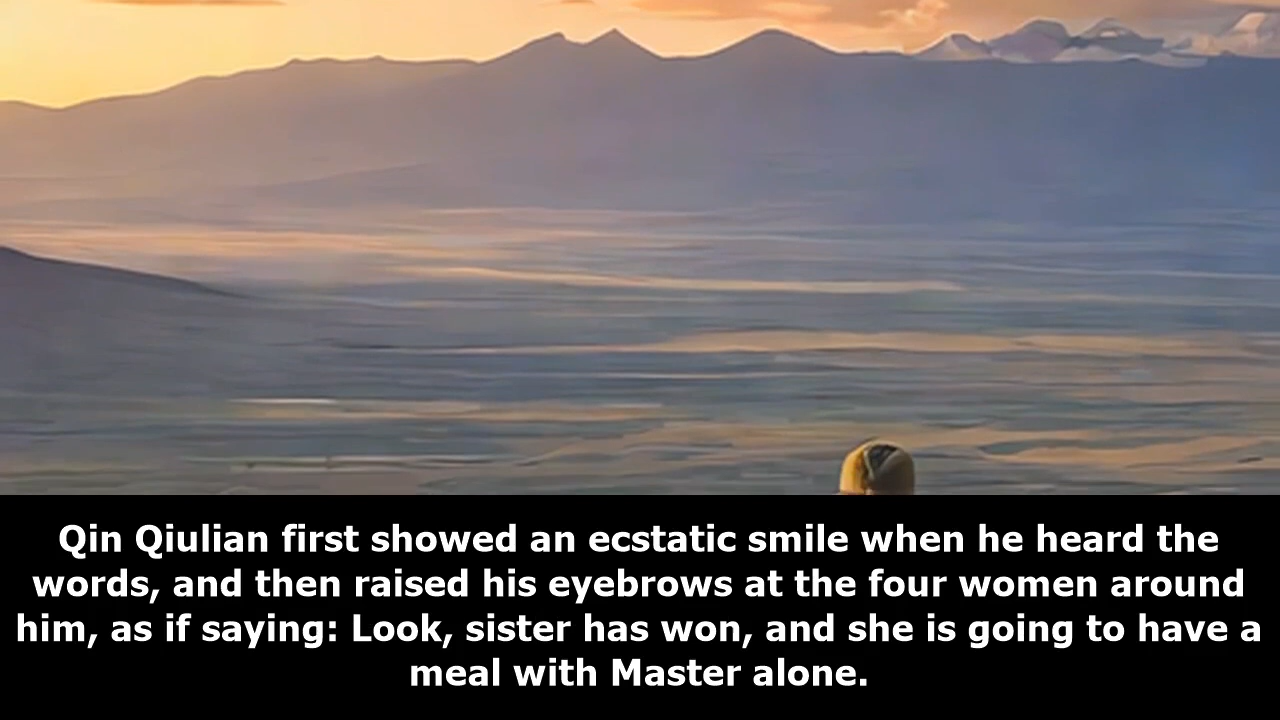 Qin Qiulian first showed an ecstatic smile when he heard the
words, and then raised his eyebrows at the four women around
him, as if saying: Look, sister has won, and she is going to have a
meal with Master alone.